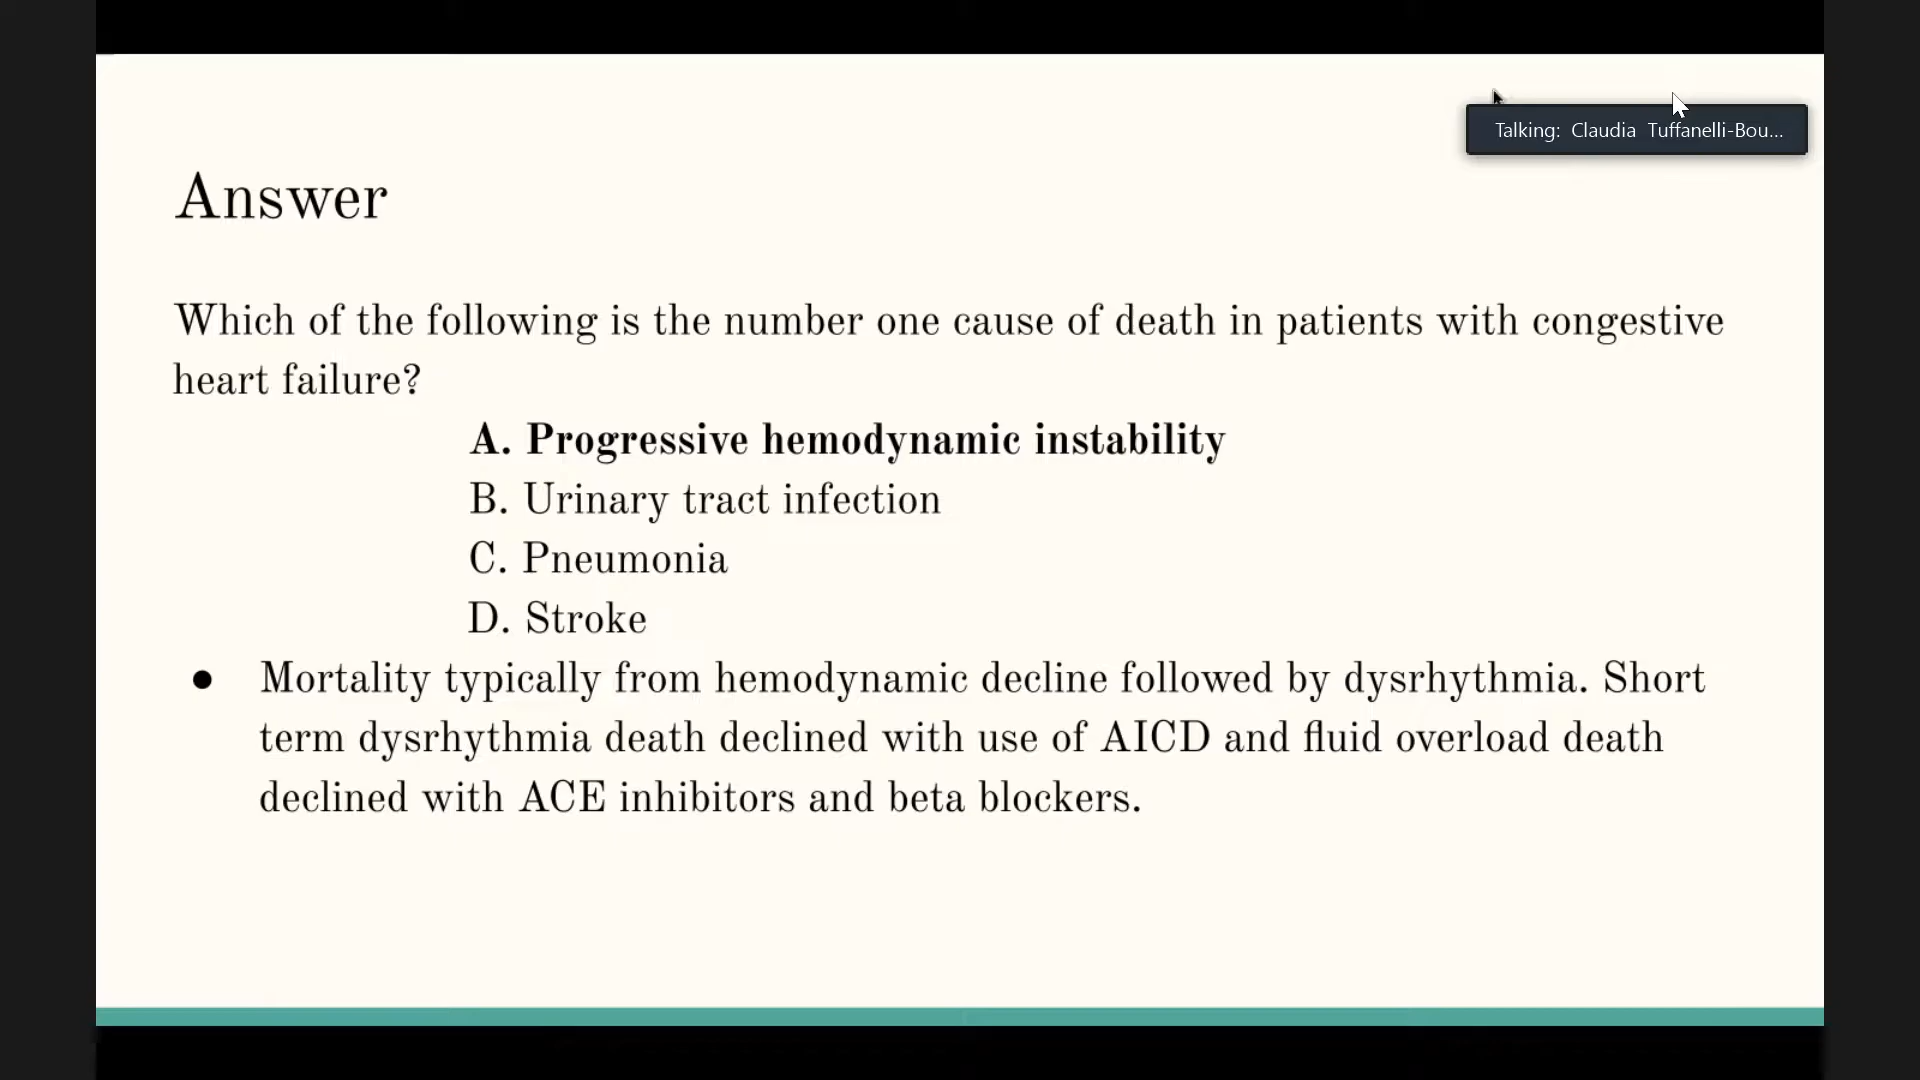 Talking: Claudia Tuffanelli-Bou...
Answer
Which of the following is the number one cause of death in patients with congestive
heart failure?
A. Progressive hemodynamic instability
B. Urinary tract infection
C. Pneumonia
D. Stroke
● Mortality typically from hemodynamic decline followed by dysrhythmia. Short
term dysrhythmia death declined with use of AICD and fluid overload death
declined with ACE inhibitors and beta blockers.